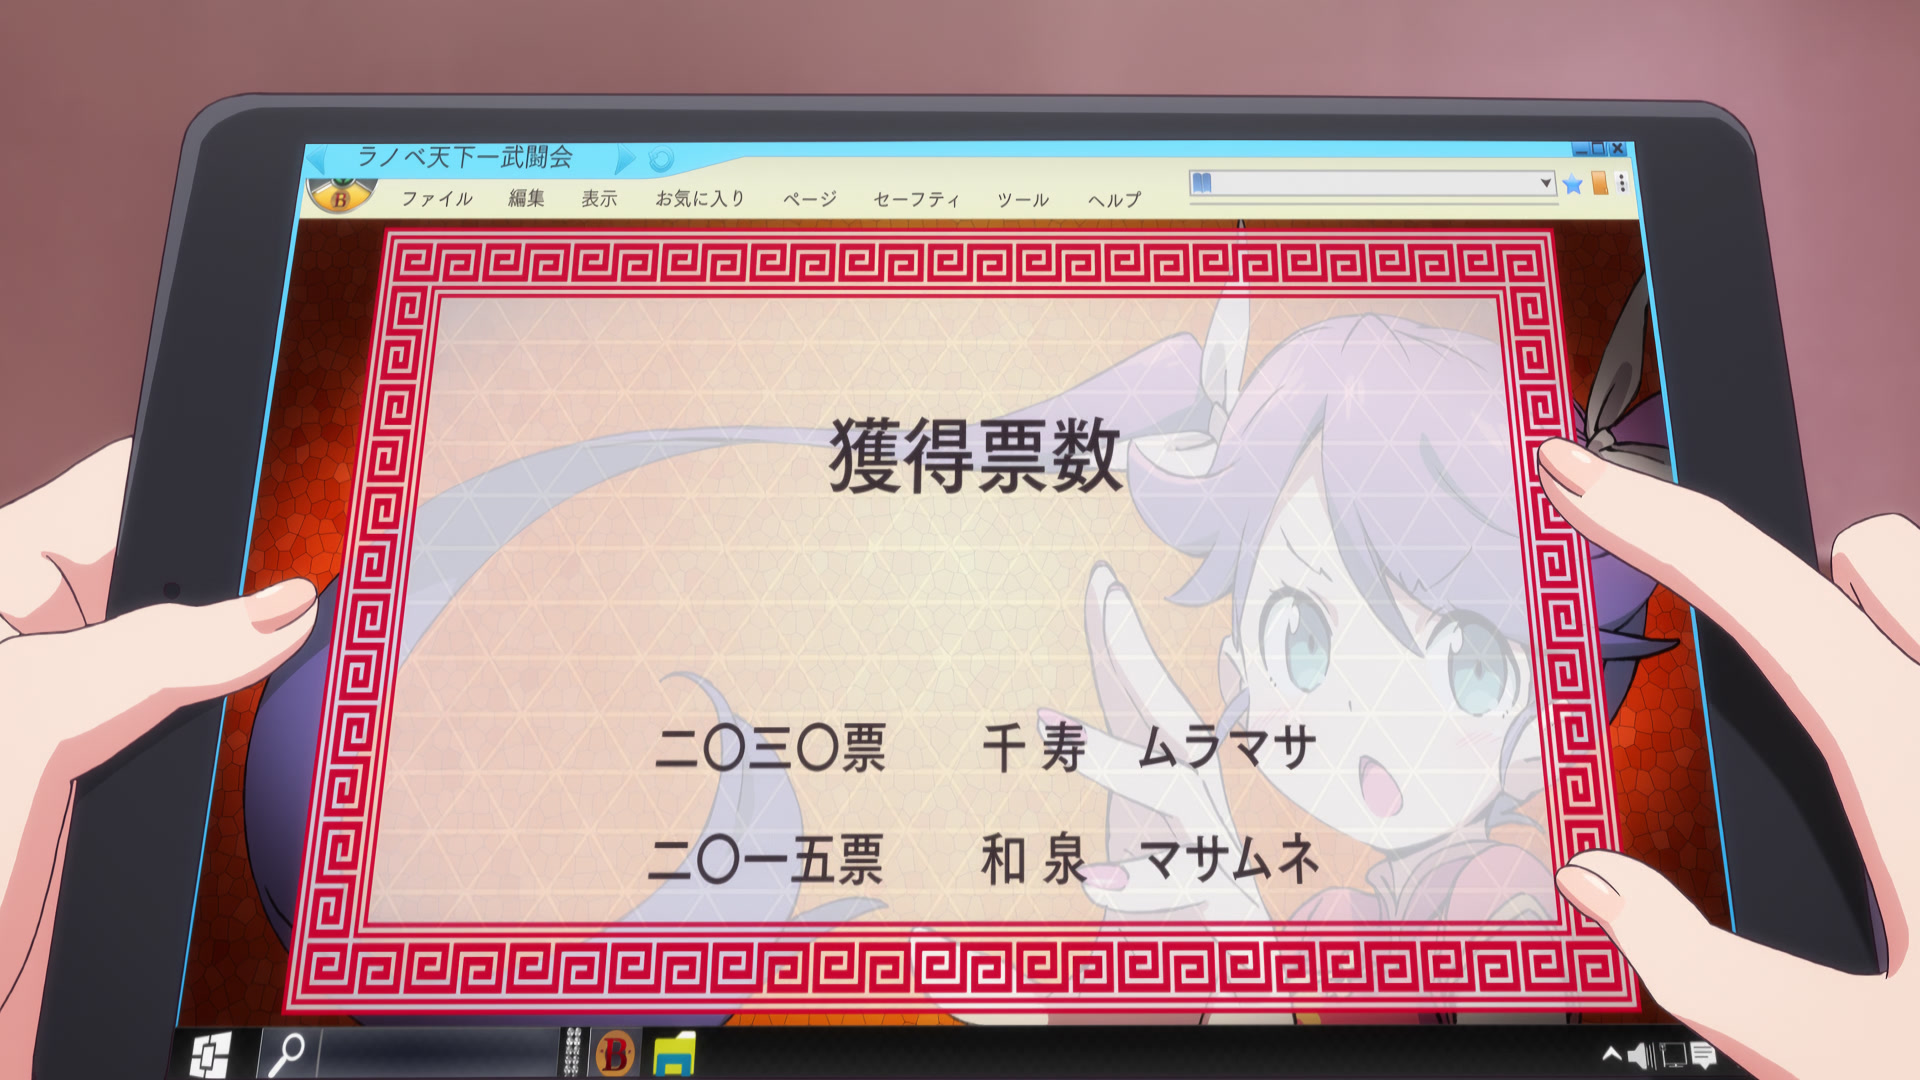 ラノベ天下一武闘会
ファイル 編集 表示 お気に入り ページ セーフティ ツール ヘルプ
B
獲得票数
二〇三〇票 千寿 ムラマサ
二〇一五票 和泉 マサムネ
B